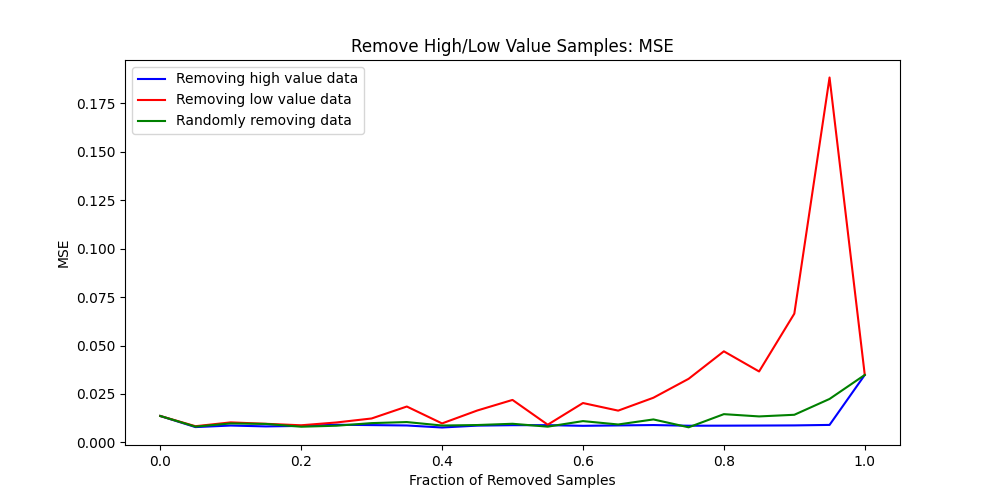 Remove High/Low Value Samples: MSE
Removing high value data
Removing low value data
Randomly removing data
MSE
0.175
0.150
0.125
0.100
0.075
0.050
0.025
0.000
0.0 0.2 0.4 0.6 0.8 1.0
Fraction of Removed Samples